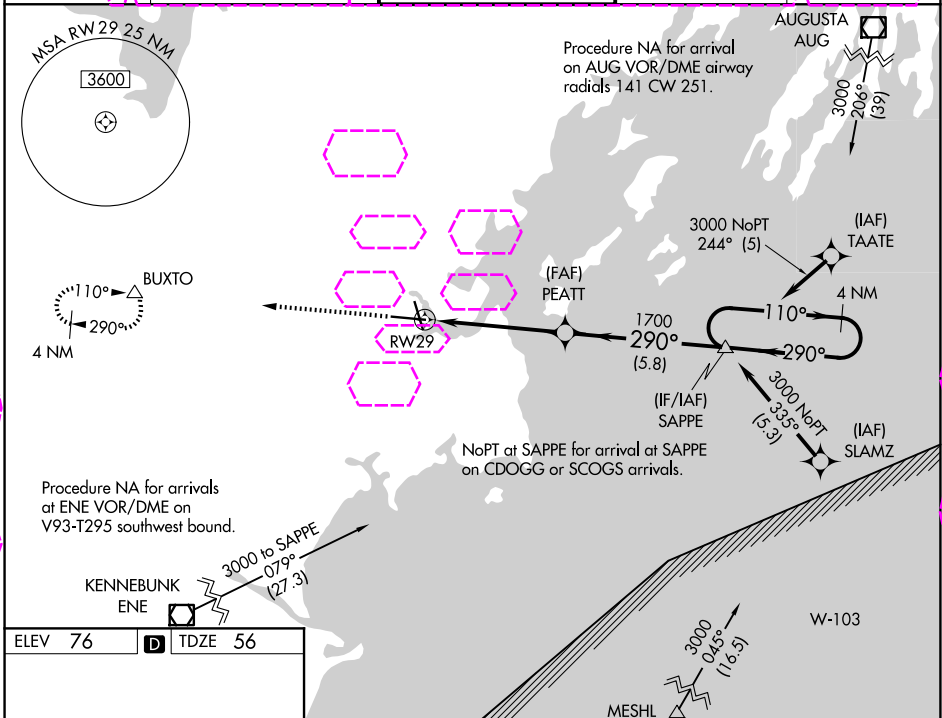 MSA RW29 25 NM
3600
Procedure NA for arrival
on AUG VOR/DME airway
radials 141 CW 251.
AUGUSTA
AUG
3000
206°
(39)
3000 NoPT
244° (5)
(IAF)
TAATE
110°
BUXTO
290°
4 NM
(FAF)
PEATT
4 NM
110°
RW29
1700
290°
(5.8)
290°
(IF/IAF)
SAPPE
3000 NoPT
335°
(5.3)
(IAF)
SLAMZ
NoPT at SAPPE for arrival at SAPPE
on CDOGG or SCOGS arrivals.
Procedure NA for arrivals
at ENE VOR/DME on
V93-T295 southwest bound.
3000 to SAPPE
079°
(27.3)
KENNEBUNK
ENE
W-103
3000
045°
(16.5)
MESHL
ELEV 76 D TDZE 56